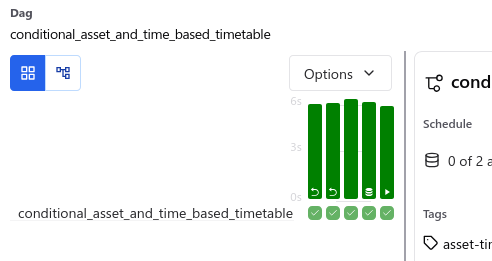 Dag
conditional_asset_and_time_based_timetable
Options
6s
3s
0s
conditional_asset_and_time_based_timetable
cond
Schedule
0 of 2 a
Tags
asset-tir